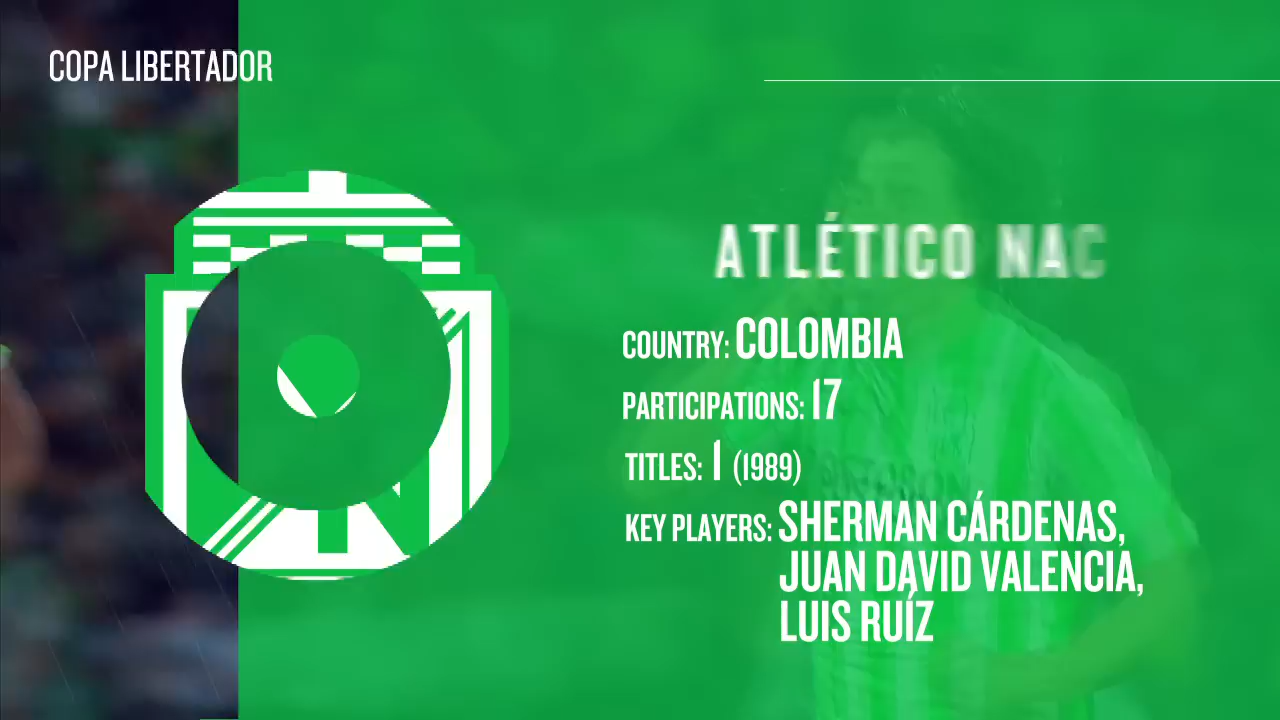 COPA LIBERTADOR
ATLÉTICO NAC
COUNTRY: COLOMBIA
PARTICIPATIONS: 17
TITLES: 1 (1989)
KEY PLAYERS: SHERMAN CÁRDENAS,
JUAN DAVID VALENCIA,
LUIS RUÍZ